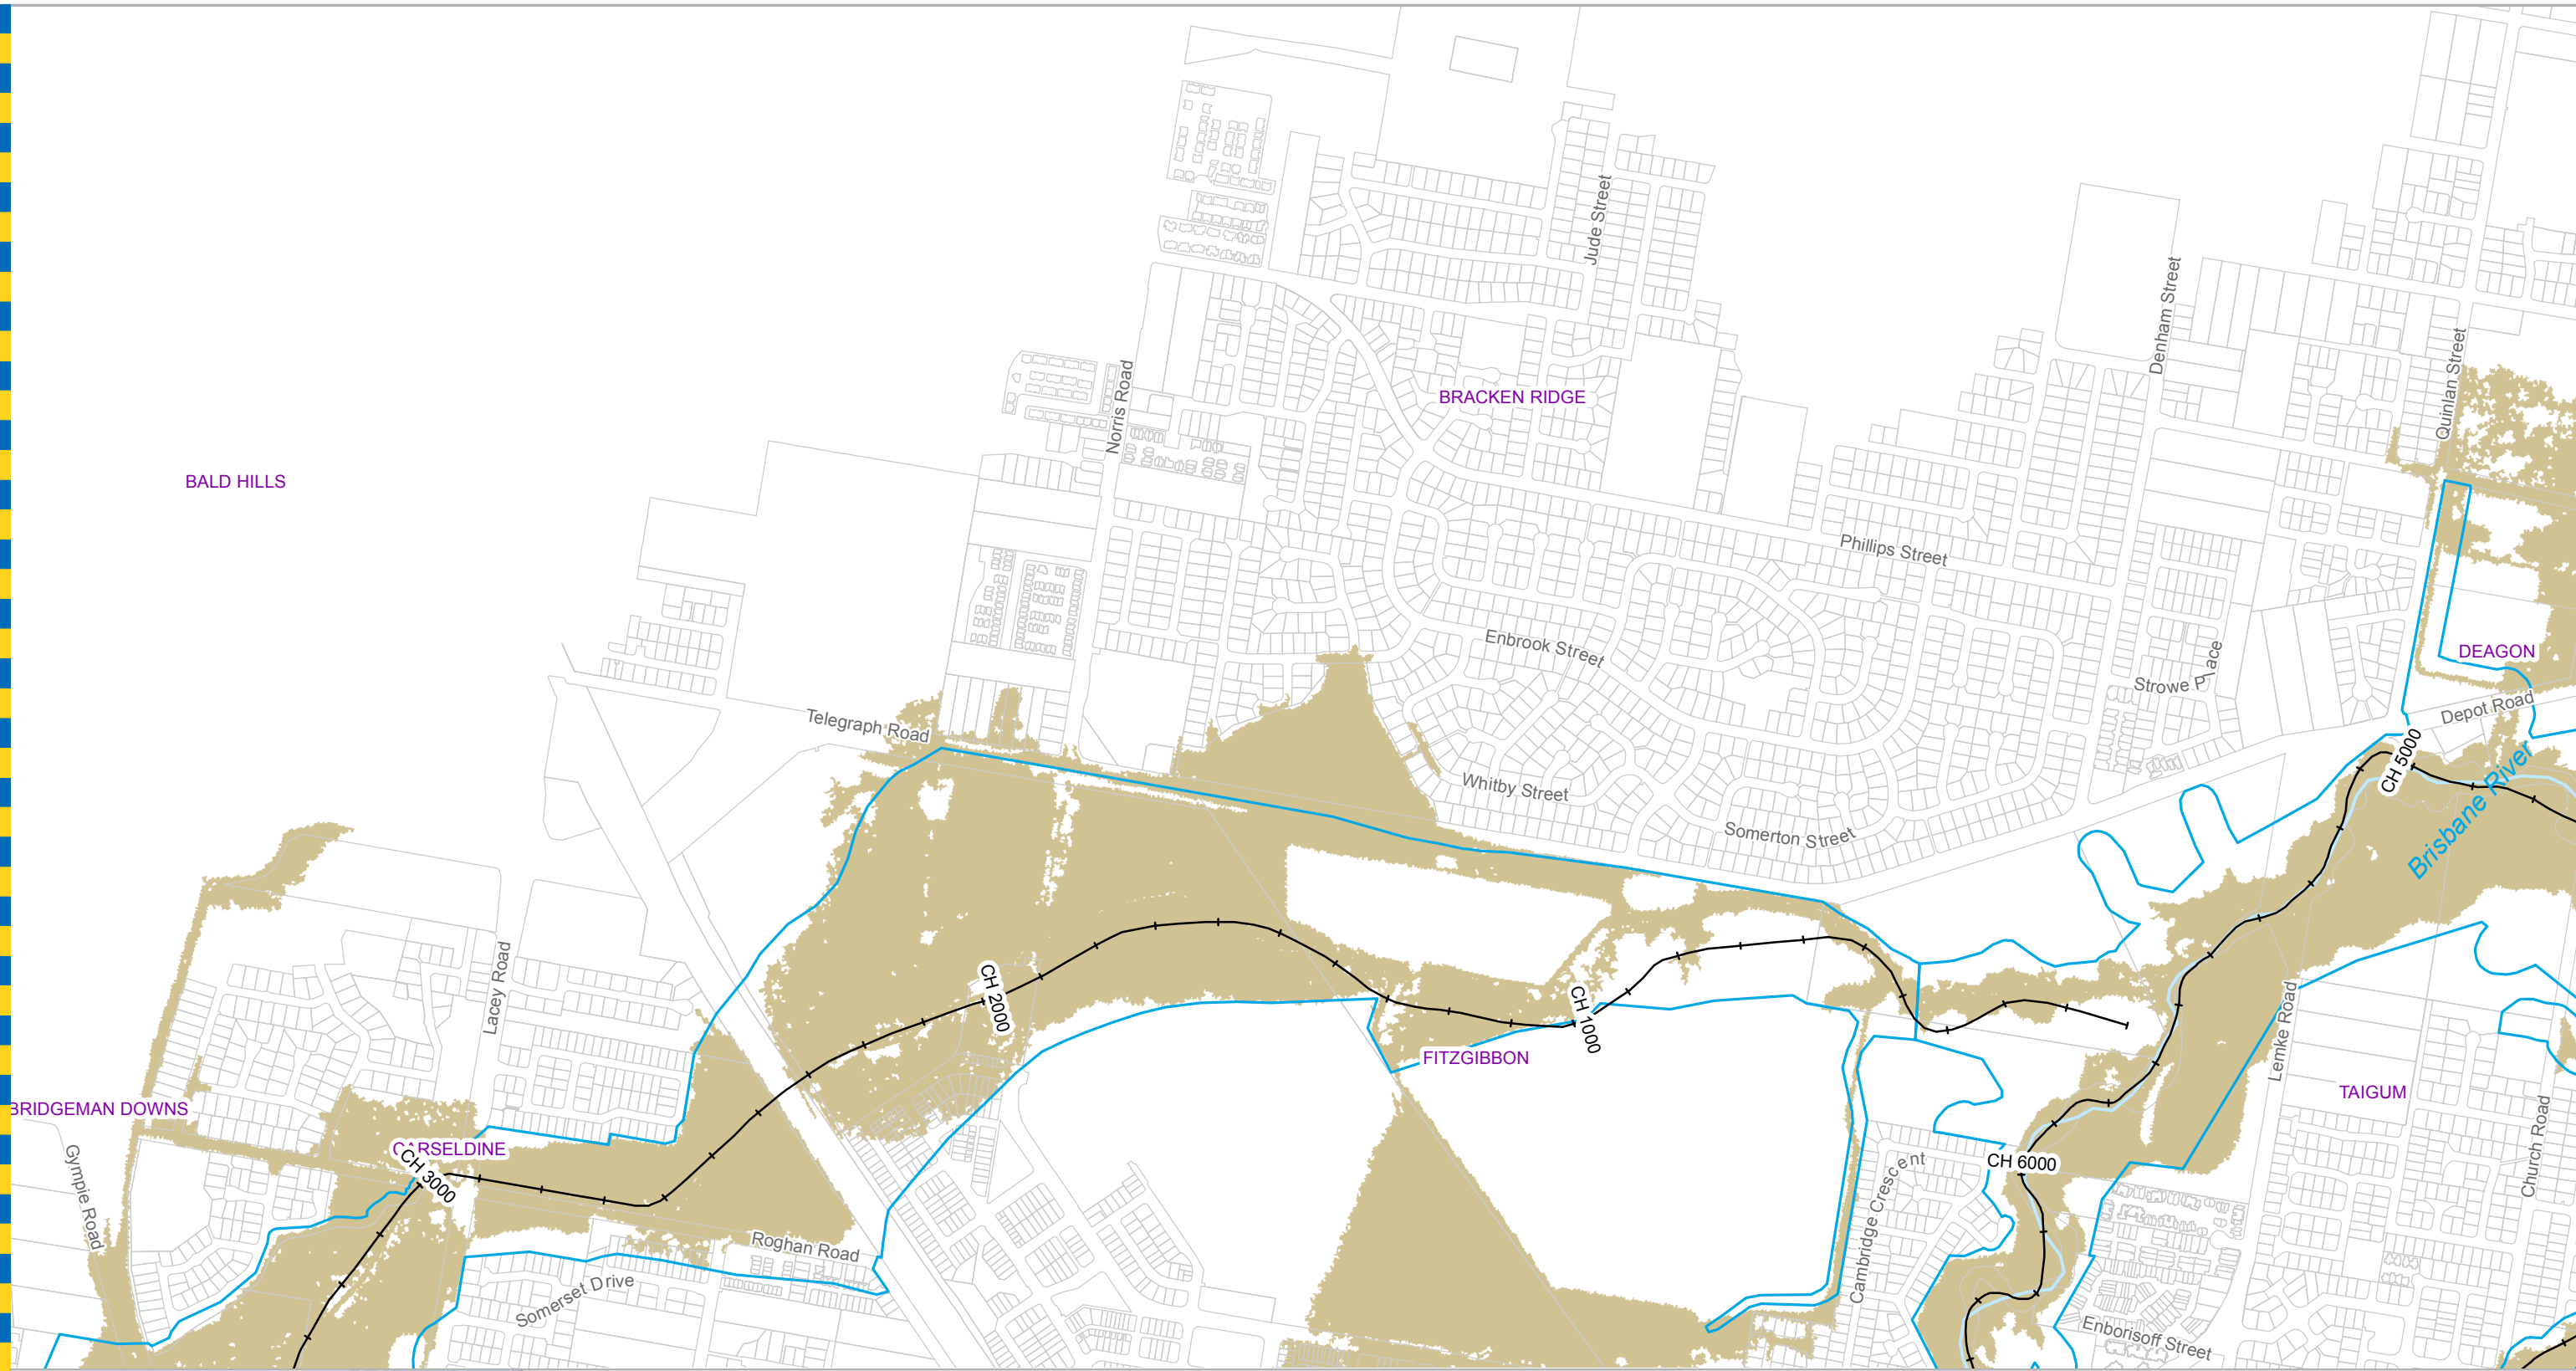 Jude Street
Denham Street
Quinlan Street
Norris Road
BRACKEN RIDGE
BALD HILLS
Phillips Street
Enbrook Street
DEAGON
Strowe Place
Depot Road
Telegraph Road
Whitby Street
CH 5000
Brisbane River
Somerton Street
Lacey Road
CH 2000
CH 1000
Lemke Road
FITZGIBBON
TAIGUM
BRIDGEMAN DOWNS
CARSELDINE
CH 3000
Church Road
CH 6000
Gympie Road
Cambridge Crescent
Roghan Road
Somerset Drive
Enborisoff Street